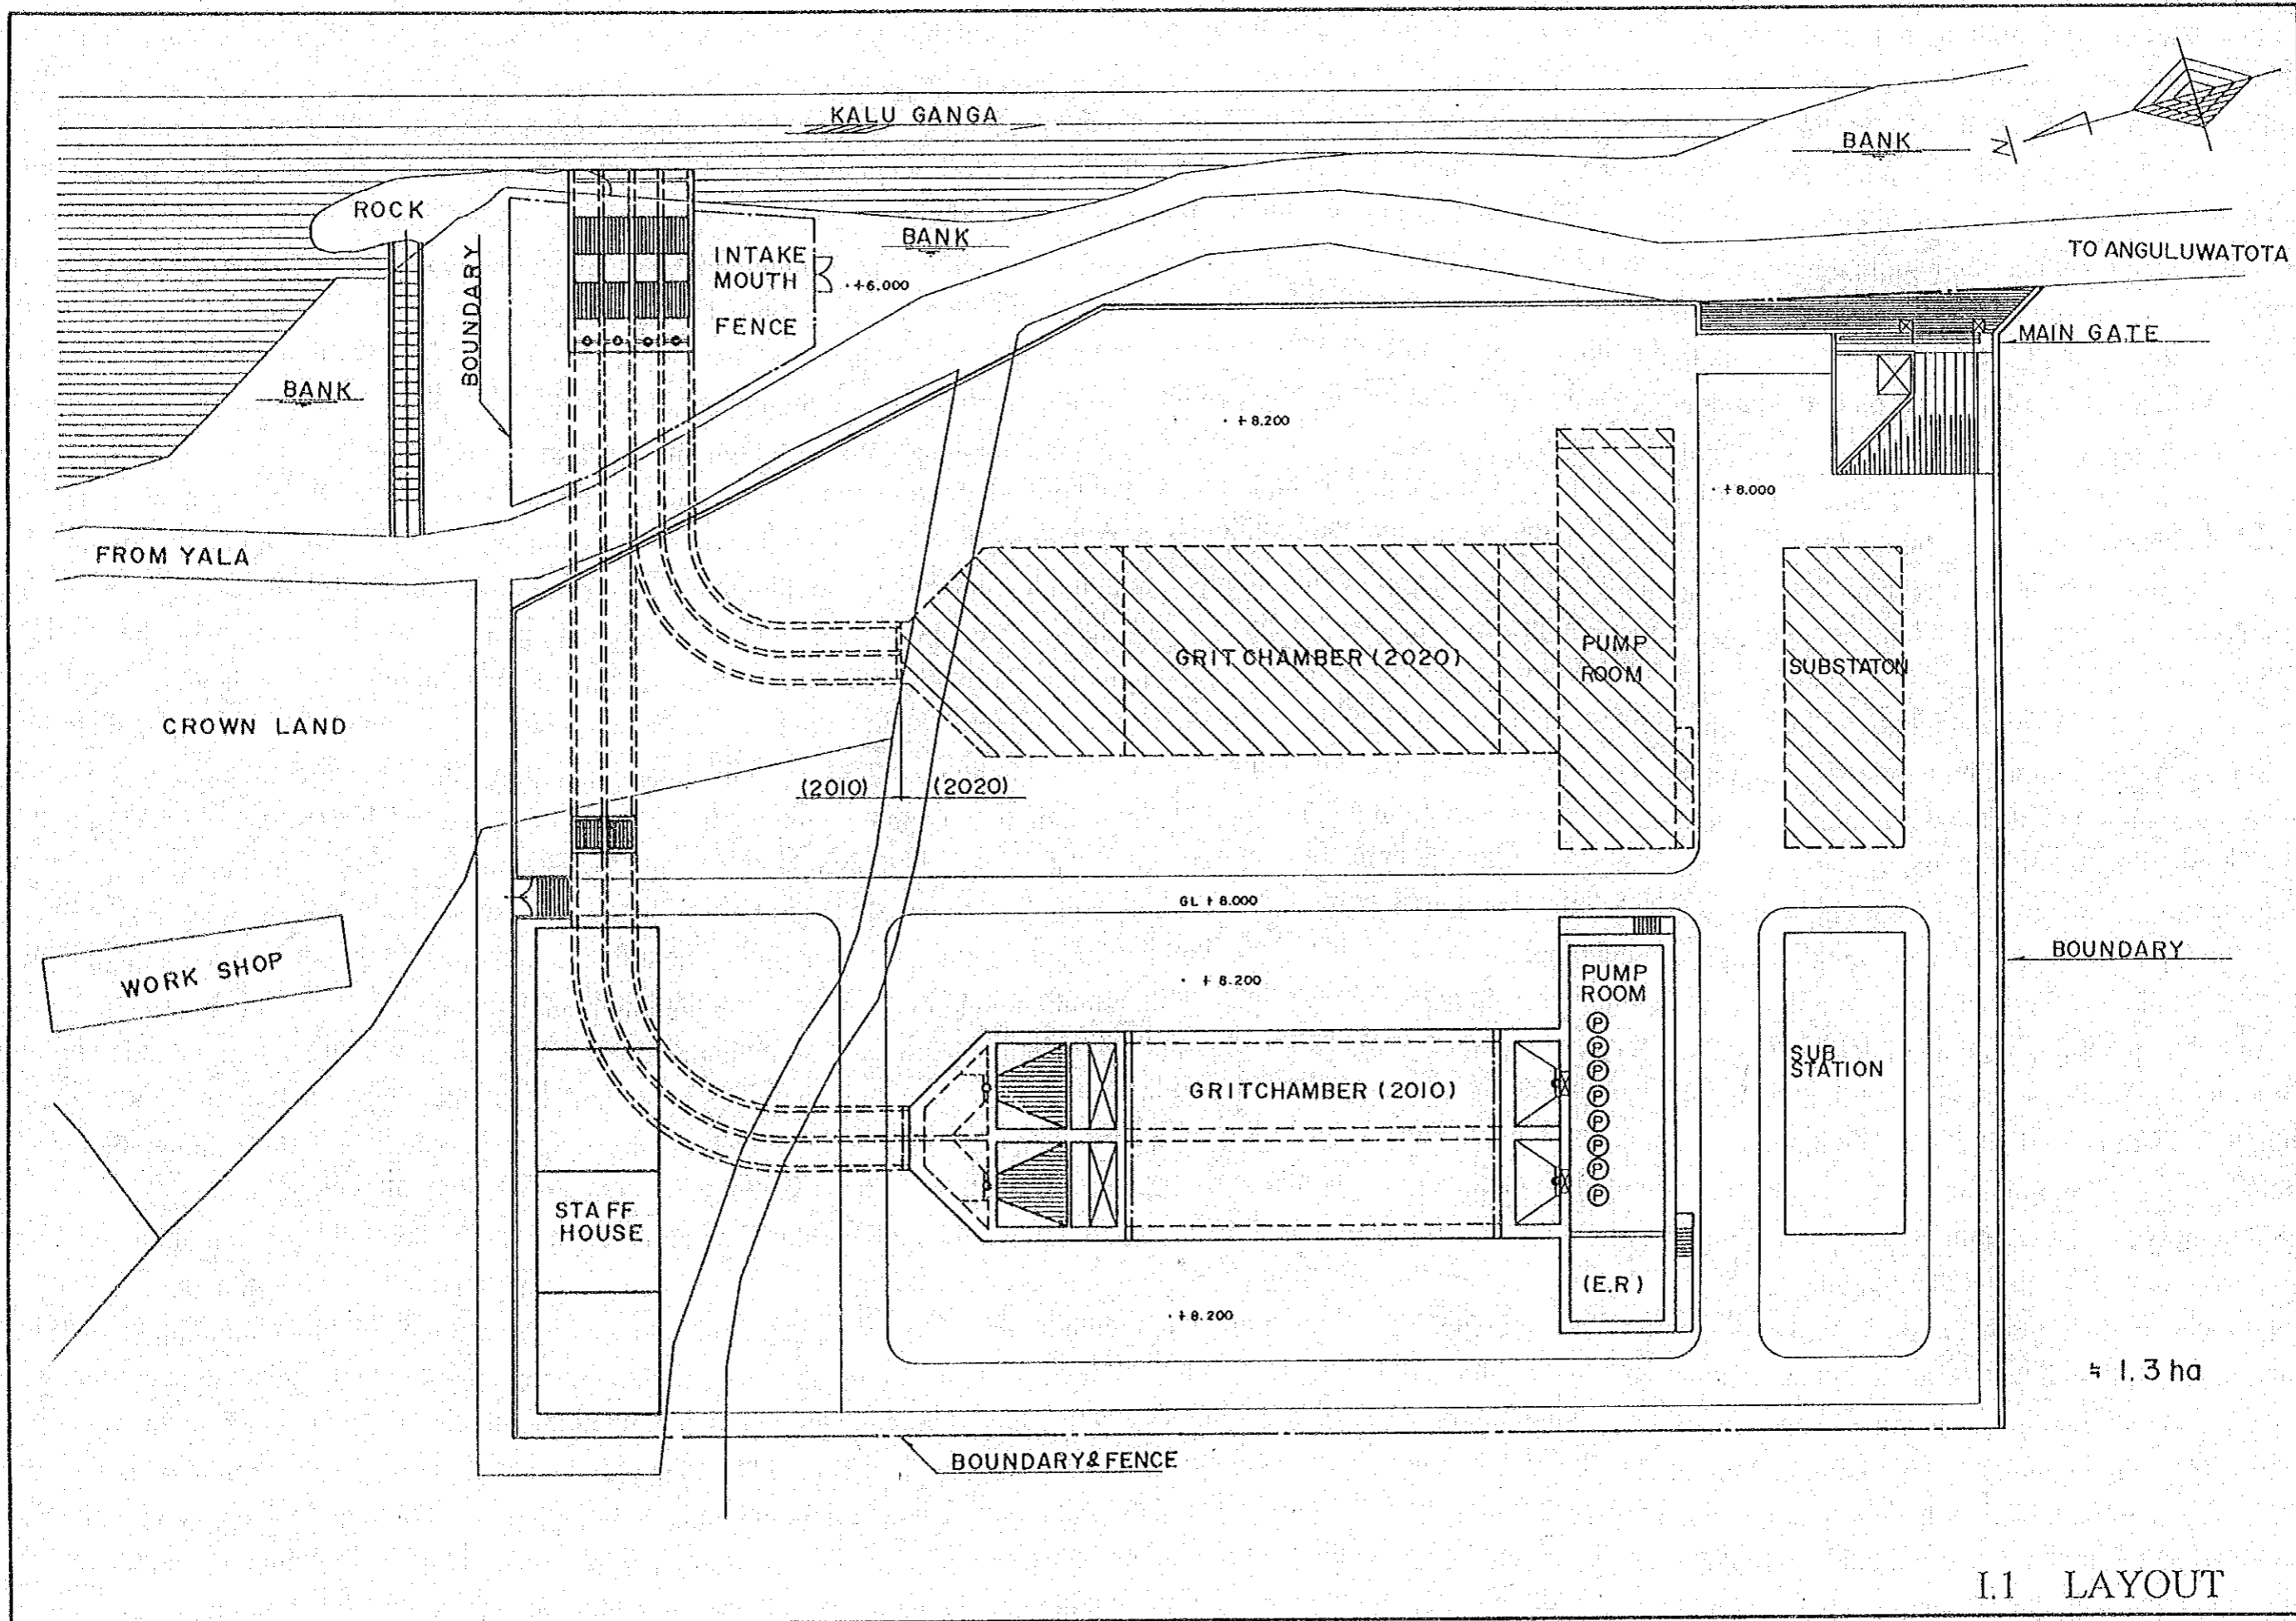 KALU GANGA
BANK
N
ROCK
BOUNDARY
INTAKE
MOUTH
FENCE
BANK
+6.000
TO ANGULUWATOTA
MAIN GATE
BANK
+8.200
+8.000
FROM YALA
GRIT CHAMBER (2020)
PUMP
ROOM
SUBSTATON
CROWN LAND
(2010)
(2020)
GL +8.000
WORK SHOP
+8.200
PUMP
ROOM
P
P
P
P
P
P
P
P
BOUNDARY
SUB
STATION
GRITCHAMBER (2010)
STAFF
HOUSE
(E.R)
+8.200
≒ 1.3 ha
BOUNDARY & FENCE
I.1 LAYOUT